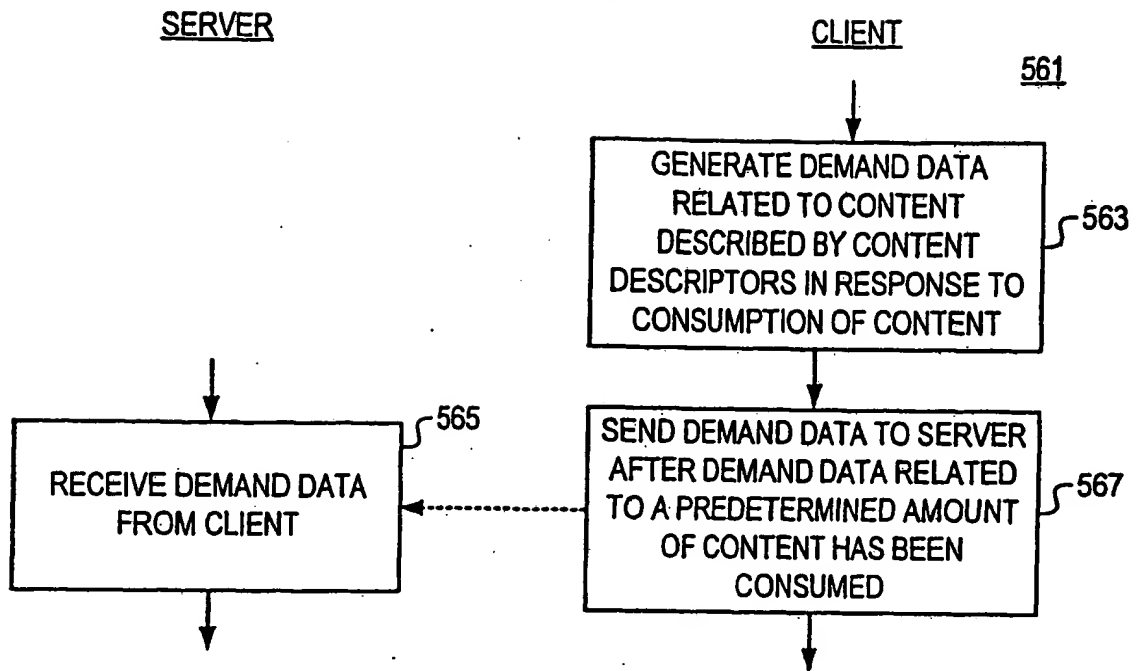 SERVER
CLIENT
561
GENERATE DEMAND DATA
RELATED TO CONTENT
DESCRIBED BY CONTENT
DESCRIPTORS IN RESPONSE TO
CONSUMPTION OF CONTENT
563
565
RECEIVE DEMAND DATA
FROM CLIENT
SEND DEMAND DATA TO SERVER
AFTER DEMAND DATA RELATED
TO A PREDETERMINED AMOUNT
OF CONTENT HAS BEEN
CONSUMED
567